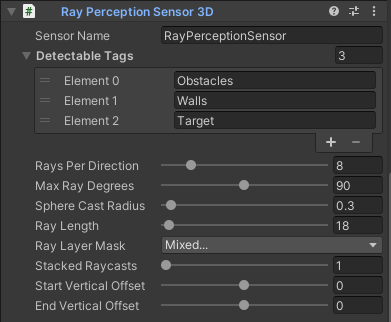 # Ray Perception Sensor 3D
Sensor Name RayPerceptionSensor
Detectable Tags 3
Element 0 Obstacles
Element 1 Walls
Element 2 Target
+ −
Rays Per Direction 8
Max Ray Degrees 90
Sphere Cast Radius 0.3
Ray Length 18
Ray Layer Mask Mixed...
Stacked Raycasts 1
Start Vertical Offset 0
End Vertical Offset 0